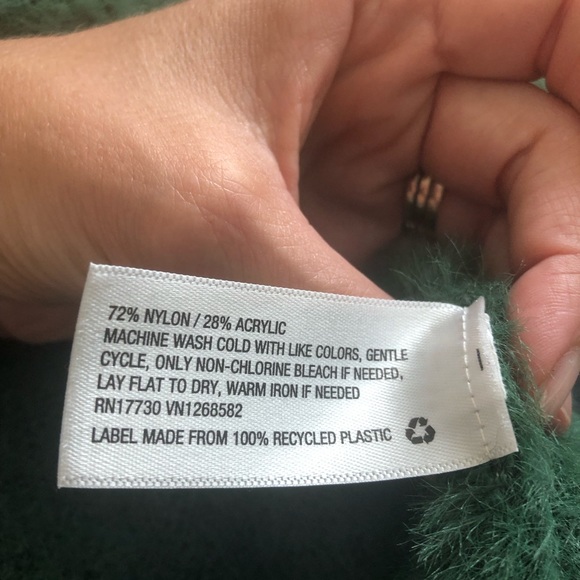 72% NYLON / 28% ACRYLIC
MACHINE WASH COLD WITH LIKE COLORS, GENTLE
CYCLE, ONLY NON-CHLORINE BLEACH IF NEEDED,
LAY FLAT TO DRY, WARM IRON IF NEEDED
RN17730 VN1268582
LABEL MADE FROM 100% RECYCLED PLASTIC